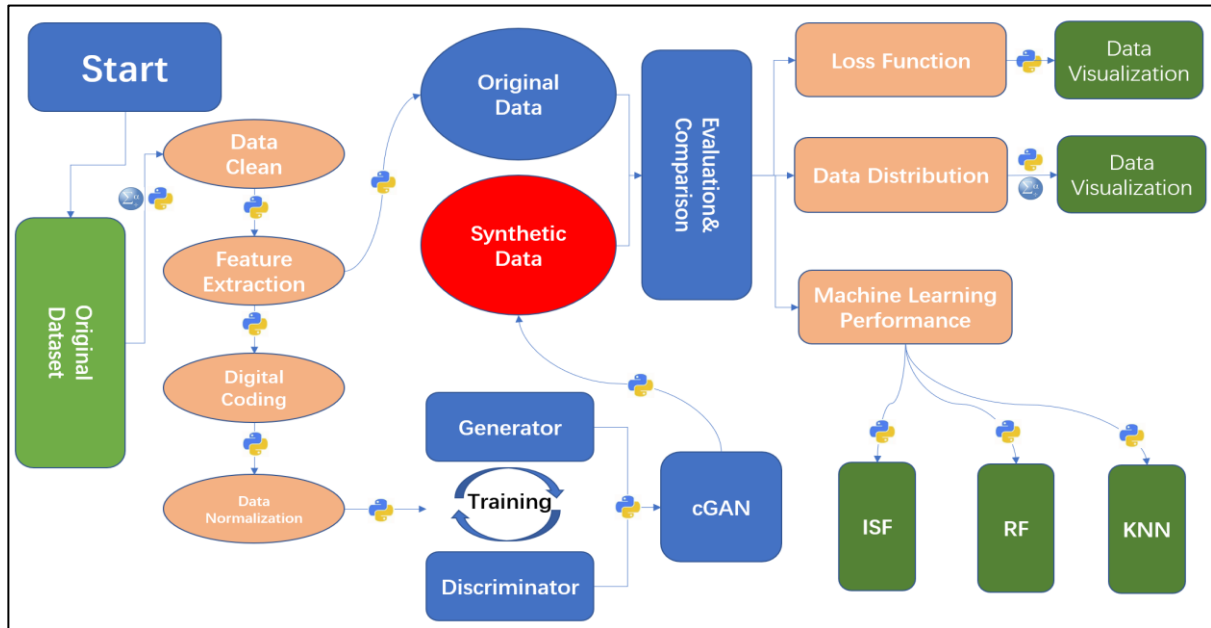 Start
Original
Dataset
Data
Clean
Feature
Extraction
Digital
Coding
Data
Normalization
Original
Data
Synthetic
Data
Generator
Training
Discriminator
cGAN
Evaluation&
Comparison
Loss Function
Data
Visualization
Data Distribution
Data
Visualization
Machine Learning
Performance
ISF
RF
KNN